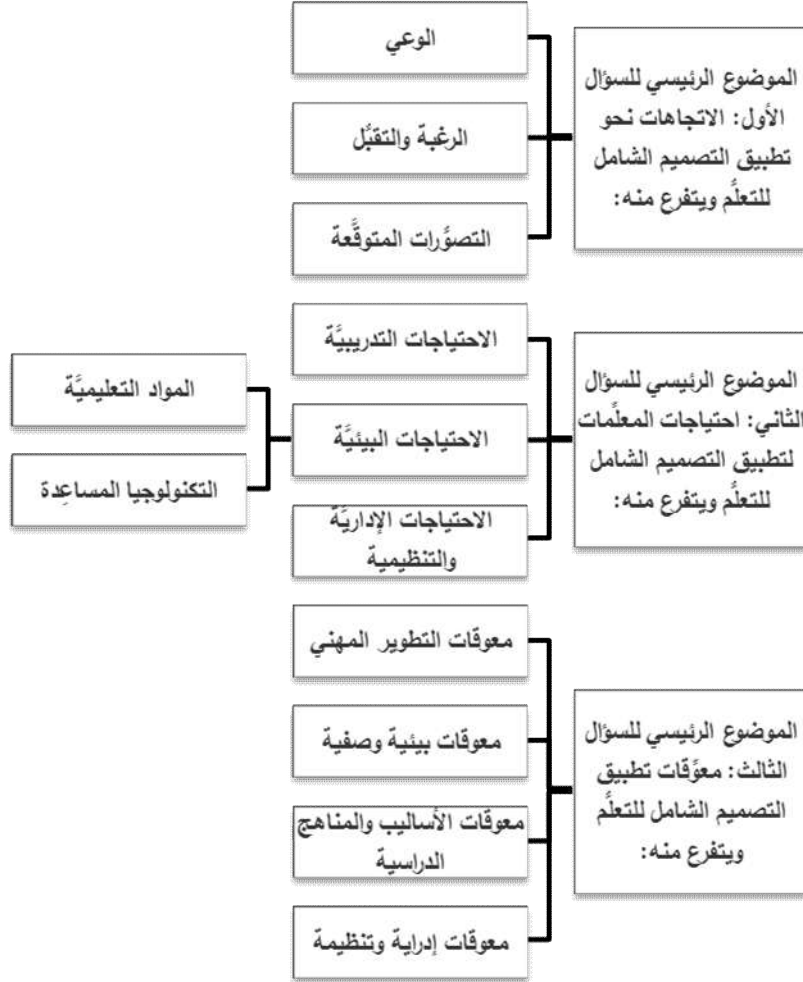 الموضوع الرئيسي للسؤال
الأول: الاتجاهات نحو
تطبيق التصميم الشامل
للتعلُّم ويتفرع منه:
الوعي
الرغبة والتقبُّل
التصوُّرات المتوقَّعة
الموضوع الرئيسي للسؤال
الثاني: احتياجات المعلِّمات
لتطبيق التصميم الشامل
للتعلُّم ويتفرع منه:
الاحتياجات التدريبيَّة
الاحتياجات البيئيَّة
المواد التعليميَّة
التكنولوجيا المساعِدة
الاحتياجات الإداريَّة
والتنظيمية
الموضوع الرئيسي للسؤال
الثالث: معوِّقات تطبيق
التصميم الشامل للتعلُّم
ويتفرع منه:
معوقات التطوير المهني
معوقات بيئية وصفية
معوقات الأساليب والمناهج
الدراسية
معوقات إدراية وتنظيمة